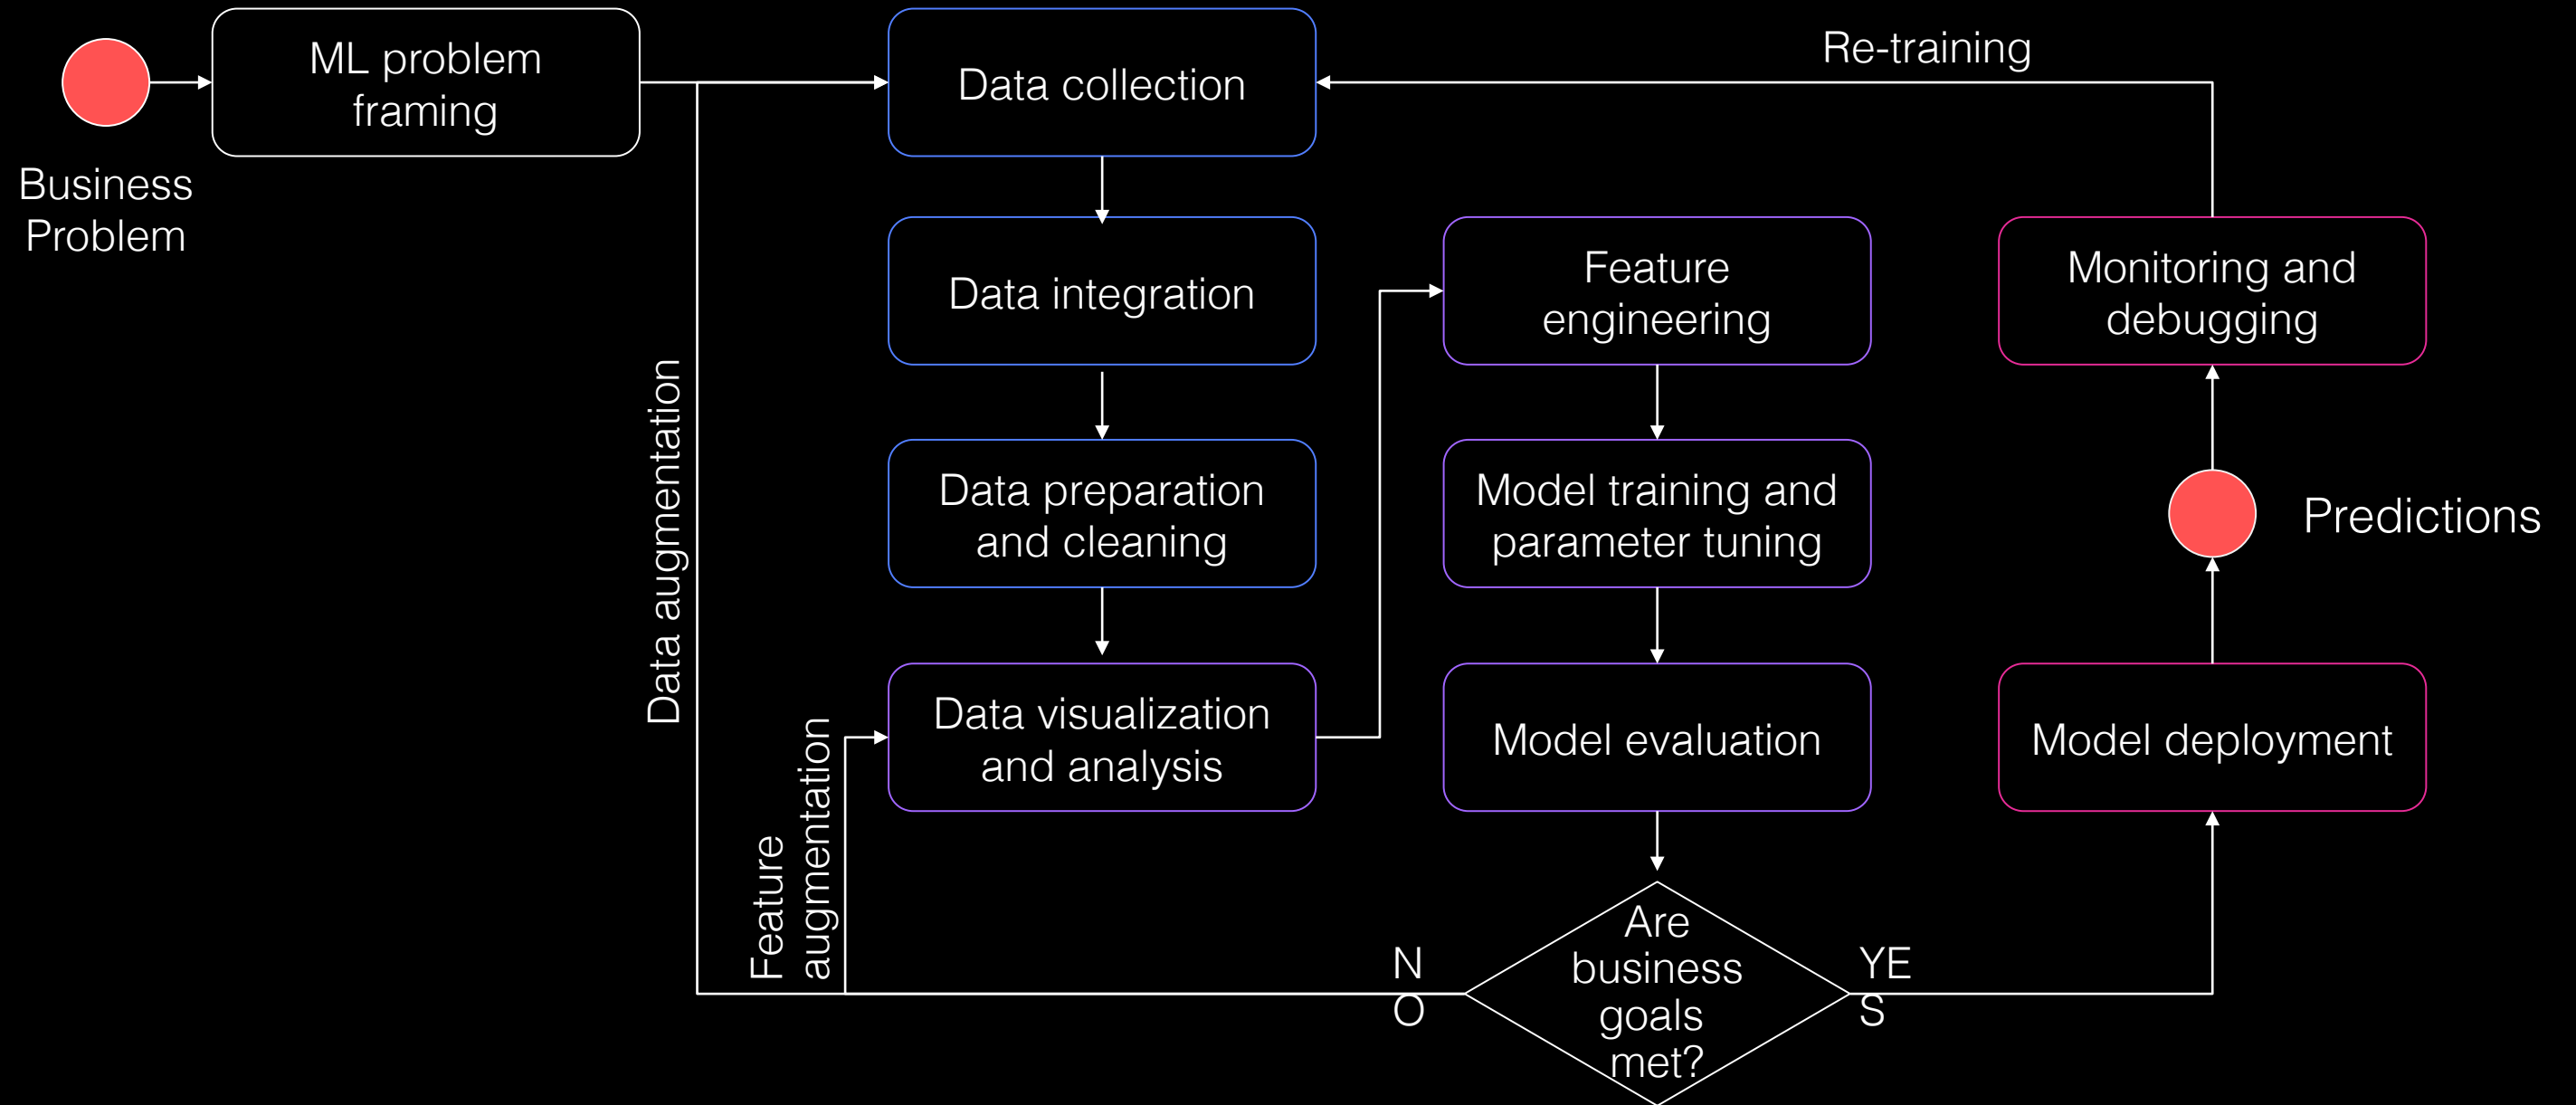 Business
Problem
ML problem
framing
Data collection
Re-training
Data integration
Data preparation
and cleaning
Data visualization
and analysis
Data augmentation
Feature
augmentation
Feature
engineering
Model training and
parameter tuning
Model evaluation
Are
business
goals
met?
N
O
YE
S
Model deployment
Predictions
Monitoring and
debugging